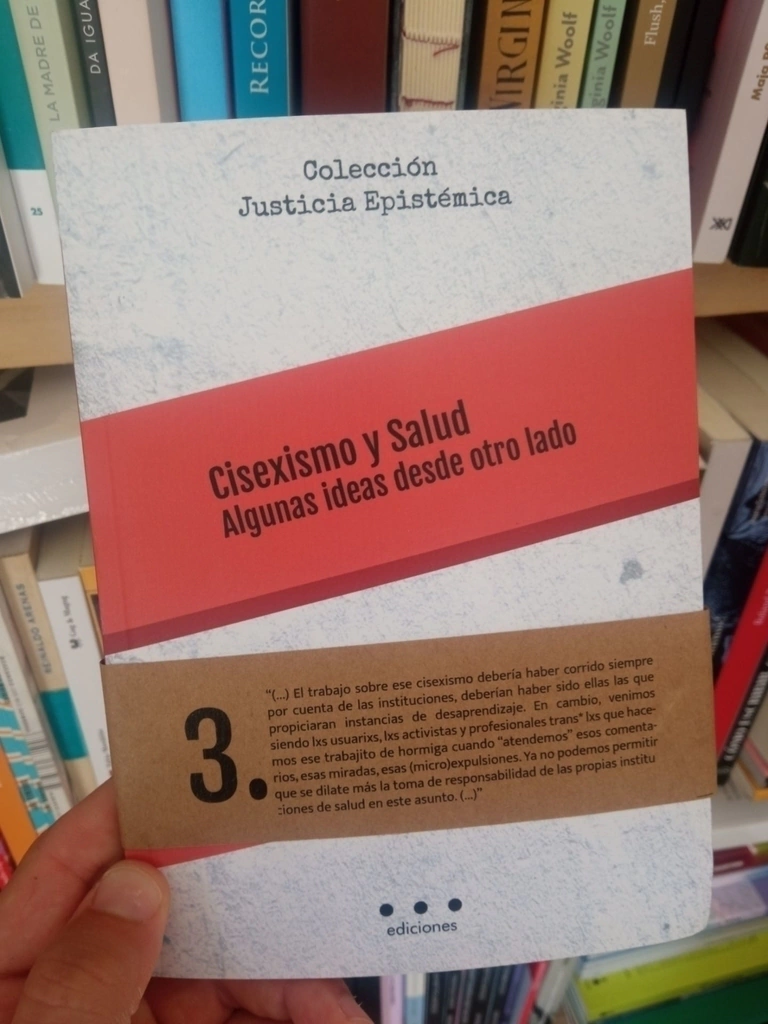 LA MADRE DE
DA IGUA
RECOR
VIRGIN
inia Woolf
ginia Woolf
Flush,
25
Colección
Justicia Epistémica
Cisexismo y Salud
Algunas ideas desde otro lado
REINALDO ARENAS
3.
"(...) El trabajo sobre ese cisexismo debería haber corrido siempre
por cuenta de las instituciones, deberían haber sido ellas las que
propiciaran instancias de desaprendizaje. En cambio, venimos
siendo lxs usuarixs, lxs activistas y profesionales trans* lxs que hace-
mos ese trabajito de hormiga cuando "atendemos" esos comenta-
rios, esas miradas, esas (micro)expulsiones. Ya no podemos permitir
que se dilate más la toma de responsabilidad de las propias institu
ciones de salud en este asunto. (...)"
ediciones